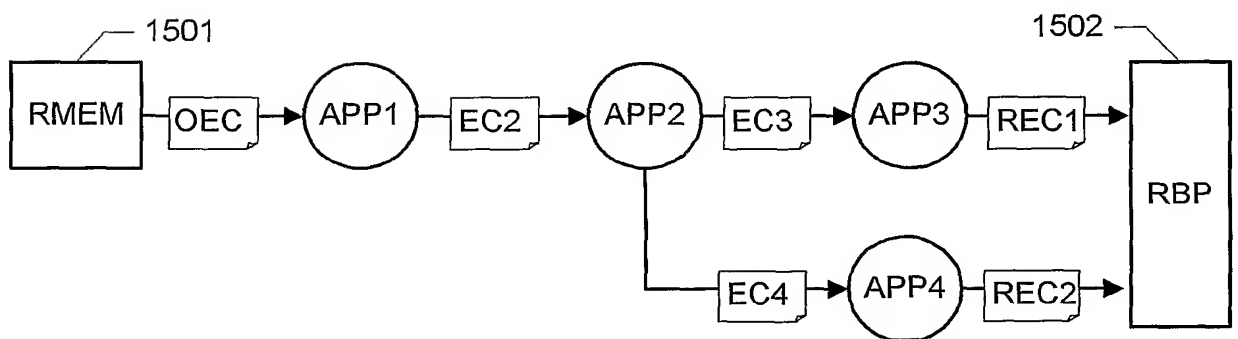 1501
1502
RMEM
OEC
APP1
EC2
APP2
EC3
APP3
REC1
RBP
EC4
APP4
REC2